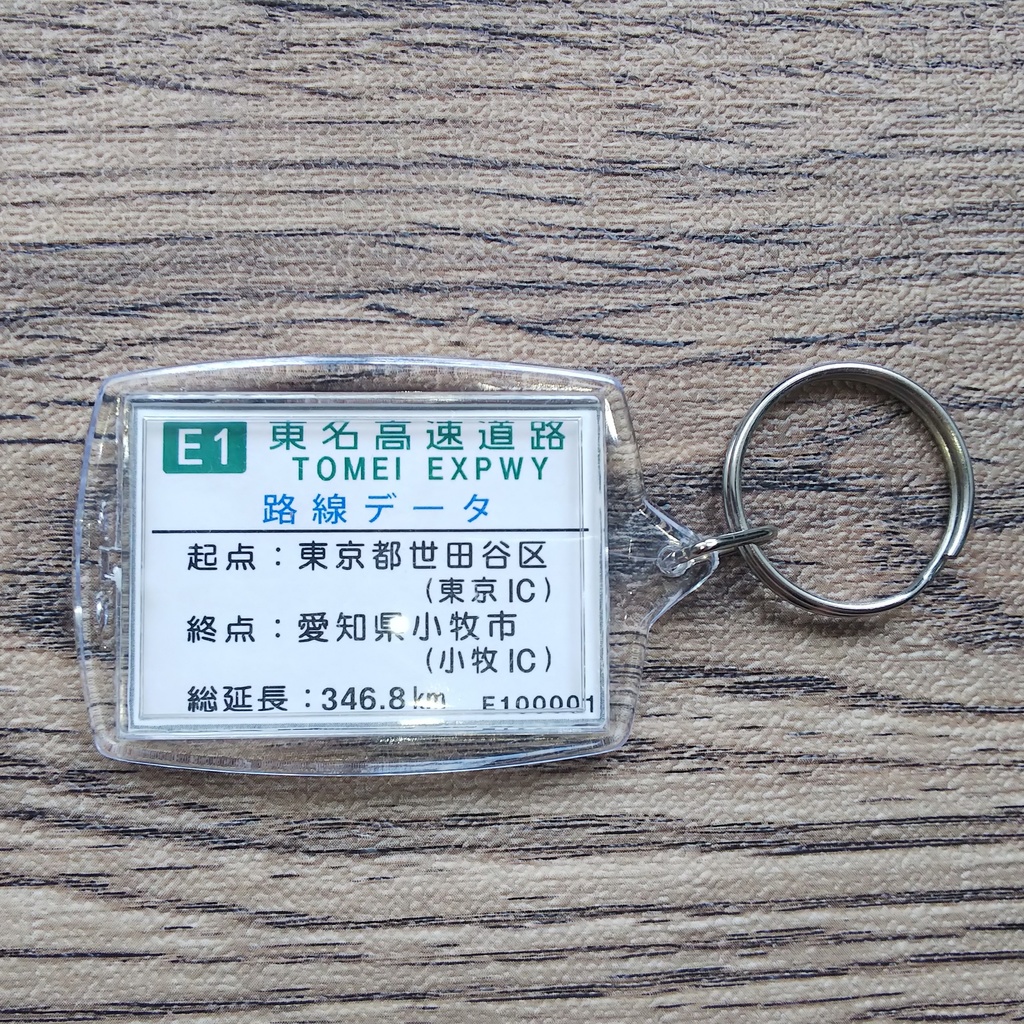 E1 東名高速道路
TOMEI EXPWY
路線データ
起点：東京都世田谷区
(東京IC)
終点：愛知県小牧市
(小牧IC)
総延長：346.8km E100001